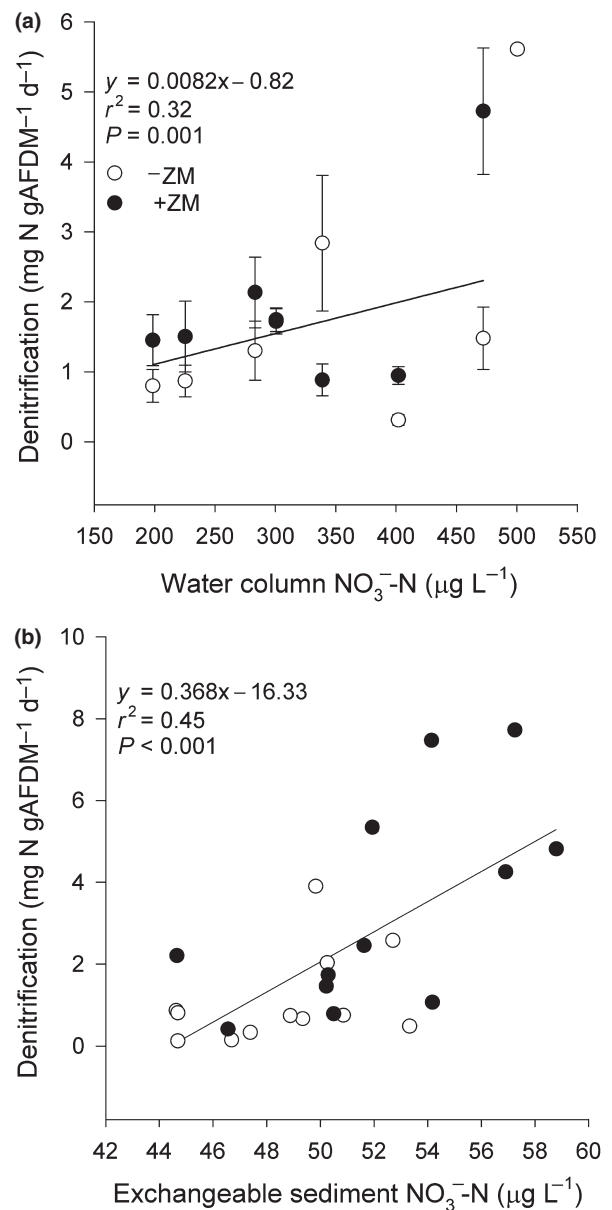 (a)
6
5
4
3
2
1
0
Denitrification (mg N gAFDM⁻¹ d⁻¹)
y = 0.0082x – 0.82
r² = 0.32
P = 0.001
–ZM
+ZM
150 200 250 300 350 400 450 500 550
Water column NO₃⁻-N (µg L⁻¹)
(b)
10
8
6
4
2
0
Denitrification (mg N gAFDM⁻¹ d⁻¹)
y = 0.368x – 16.33
r² = 0.45
P < 0.001
42 44 46 48 50 52 54 56 58 60
Exchangeable sediment NO₃⁻-N (µg L⁻¹)